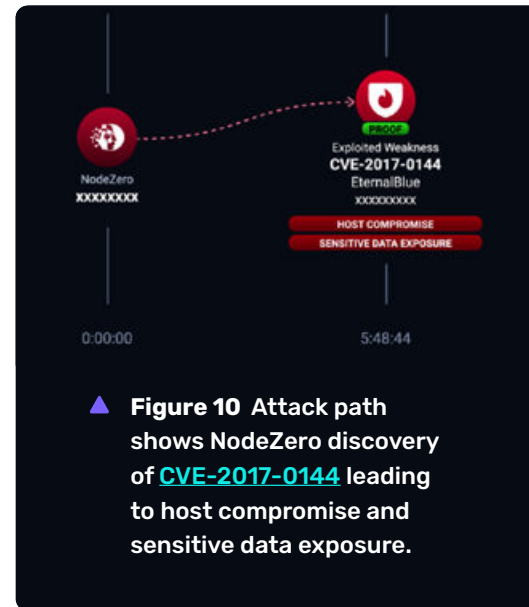 PROOF
Exploited Weakness
CVE-2017-0144
EternalBlue
xxxxxxxxx
NodeZero
xxxxxxxx
HOST COMPROMISE
SENSITIVE DATA EXPOSURE
0:00:00
5:48:44
Figure 10 Attack path
shows NodeZero discovery
of CVE-2017-0144 leading
to host compromise and
sensitive data exposure.